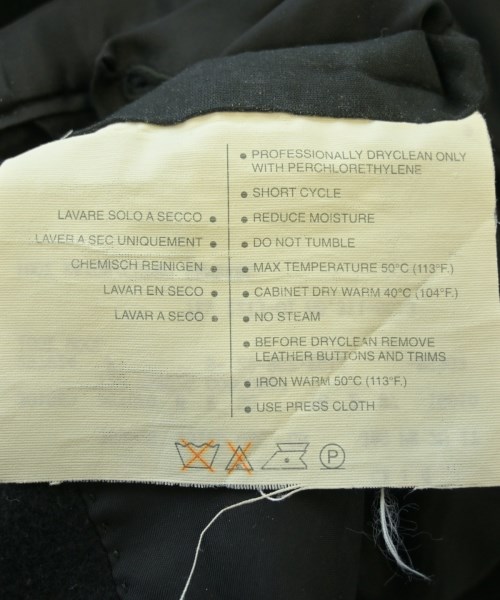 LAVARE SOLO A SECCO •
LAVER A SEC UNIQUEMENT •
CHEMISCH REINIGEN •
LAVAR EN SECO •
LAVAR A SECO •
• PROFESSIONALLY DRYCLEAN ONLY
WITH PERCHLORETHYLENE
• SHORT CYCLE
• REDUCE MOISTURE
• DO NOT TUMBLE
• MAX TEMPERATURE 50°C (113°F.)
• CABINET DRY WARM 40°C (104°F.)
• NO STEAM
• BEFORE DRYCLEAN REMOVE
LEATHER BUTTONS AND TRIMS
• IRON WARM 50°C (113°F.)
• USE PRESS CLOTH
P